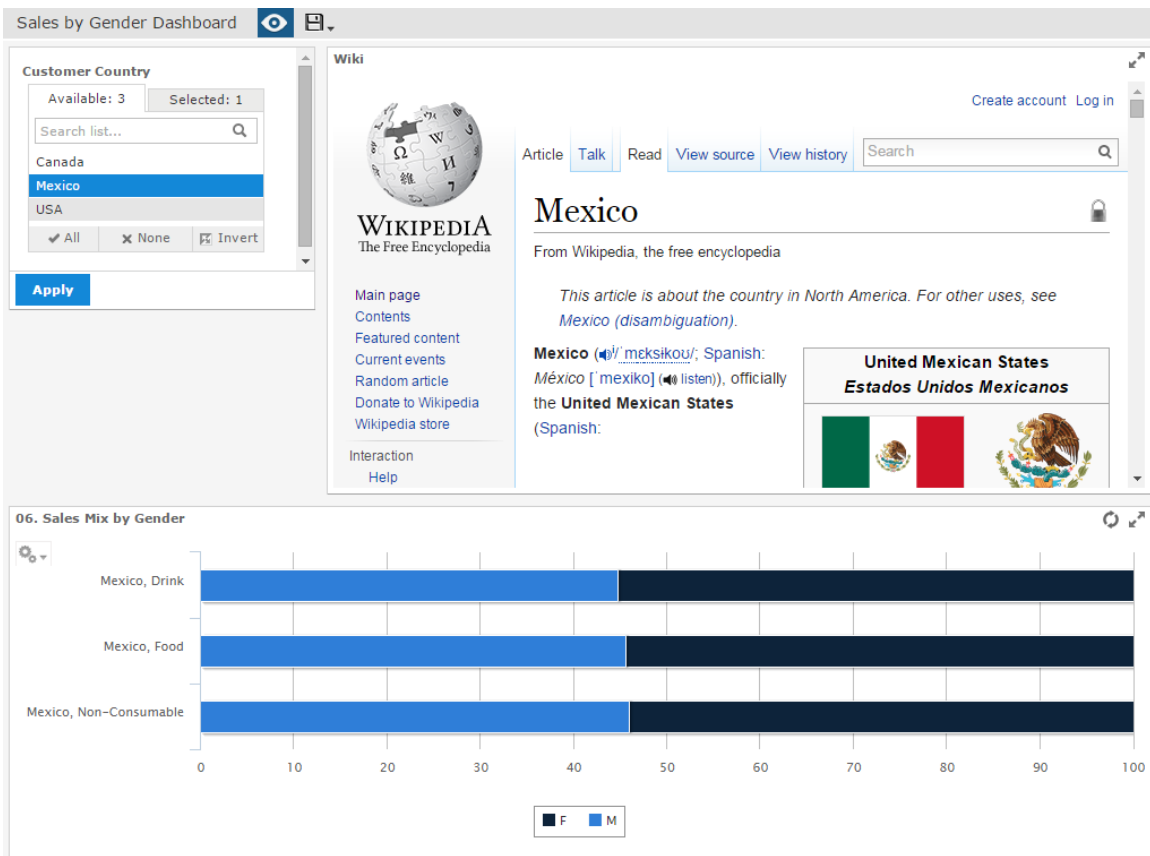 Sales by Gender Dashboard
Customer Country
Available: 3
Selected: 1
Search list...
Canada
Mexico
USA
All
None
Invert
Apply
Wiki
WIKIPEDIA
The Free Encyclopedia
Main page
Contents
Featured content
Current events
Random article
Donate to Wikipedia
Wikipedia store
Interaction
Help
Create account Log in
Article Talk Read View source View history Search
Mexico
From Wikipedia, the free encyclopedia
This article is about the country in North America. For other uses, see
Mexico (disambiguation).
Mexico (i/ˈmɛksɨkoʊ/; Spanish:
México [ˈmexiko] (listen)), officially
the United Mexican States
(Spanish:
United Mexican States
Estados Unidos Mexicanos
06. Sales Mix by Gender
Mexico, Drink
Mexico, Food
Mexico, Non-Consumable
0 10 20 30 40 50 60 70 80 90 100
F M